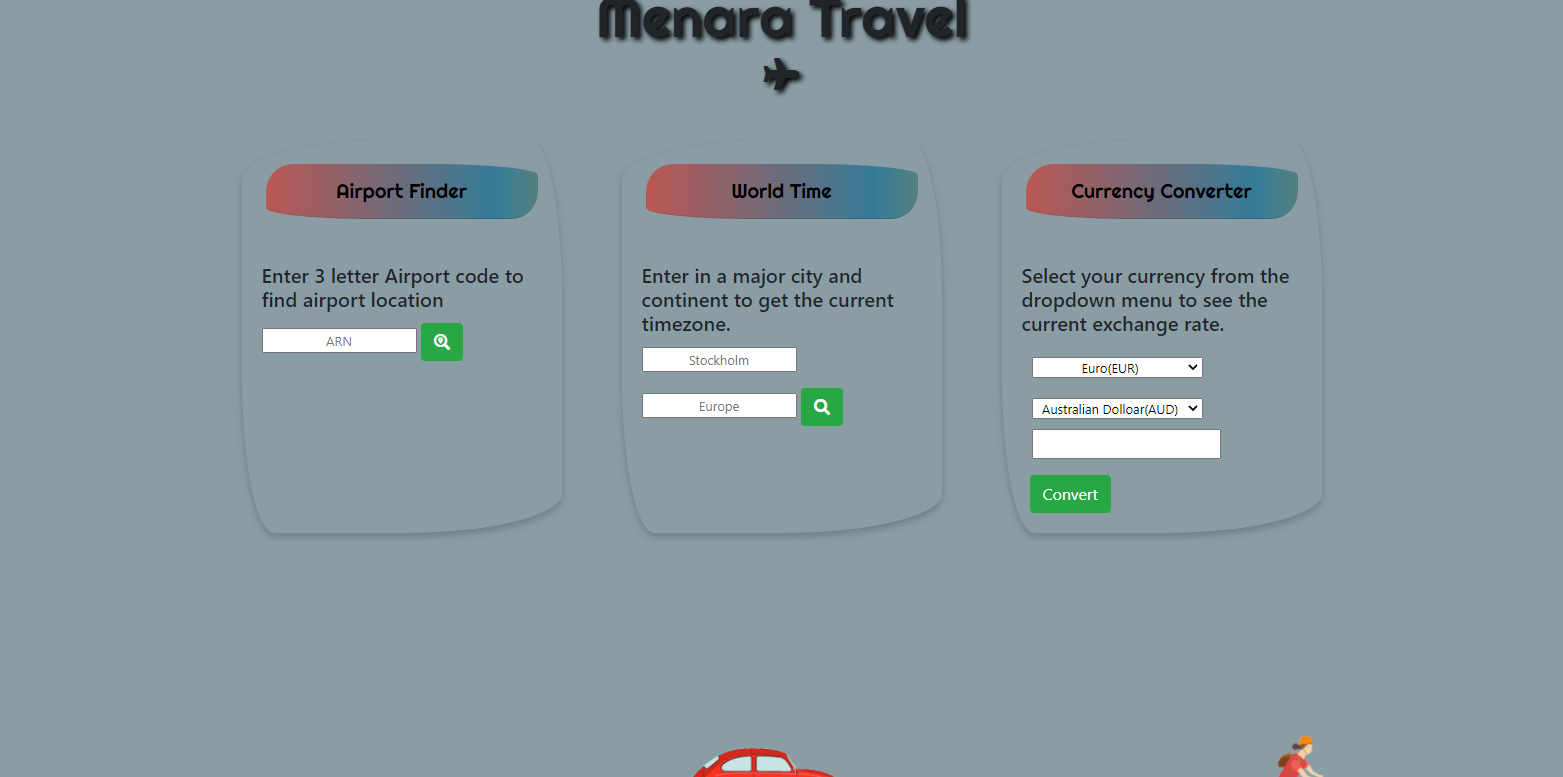 Menara Travel
Airport Finder
Enter 3 letter Airport code to
find airport location
ARN
World Time
Enter in a major city and
continent to get the current
timezone.
Stockholm
Europe
Currency Converter
Select your currency from the
dropdown menu to see the
current exchange rate.
Euro(EUR)
Australian Dolloar(AUD)
Convert